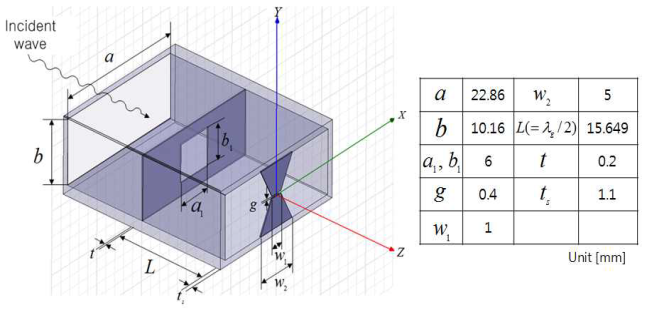 Incident
wave
a
b
b₁
a₁
g
t
L
tₛ
w₁
w₂
Y
X
Z
a 22.86 w₂ 5
b 10.16 L(= λg/2) 15.649
a₁, b₁ 6 t 0.2
g 0.4 tₛ 1.1
w₁ 1
Unit [mm]